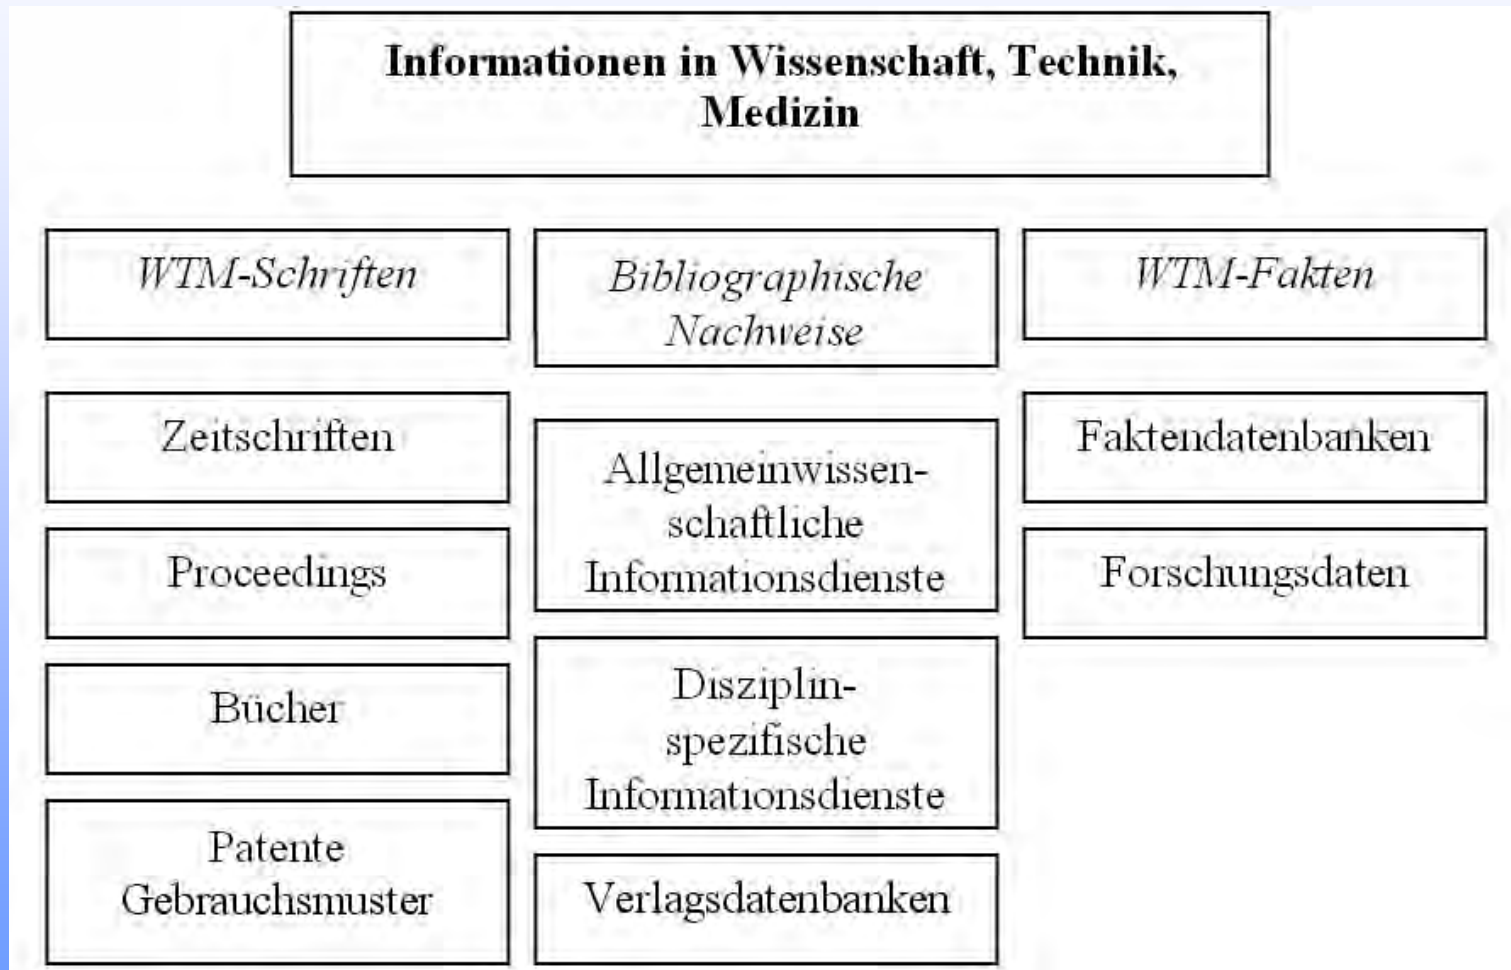 Informationen in Wissenschaft, Technik,
Medizin
WTM-Schriften
Zeitschriften
Proceedings
Bücher
Patente
Gebrauchsmuster
Bibliographische
Nachweise
Allgemeinwissen-
schaftliche
Informationsdienste
Disziplin-
spezifische
Informationsdienste
Verlagsdatenbanken
WTM-Fakten
Faktendatenbanken
Forschungsdaten